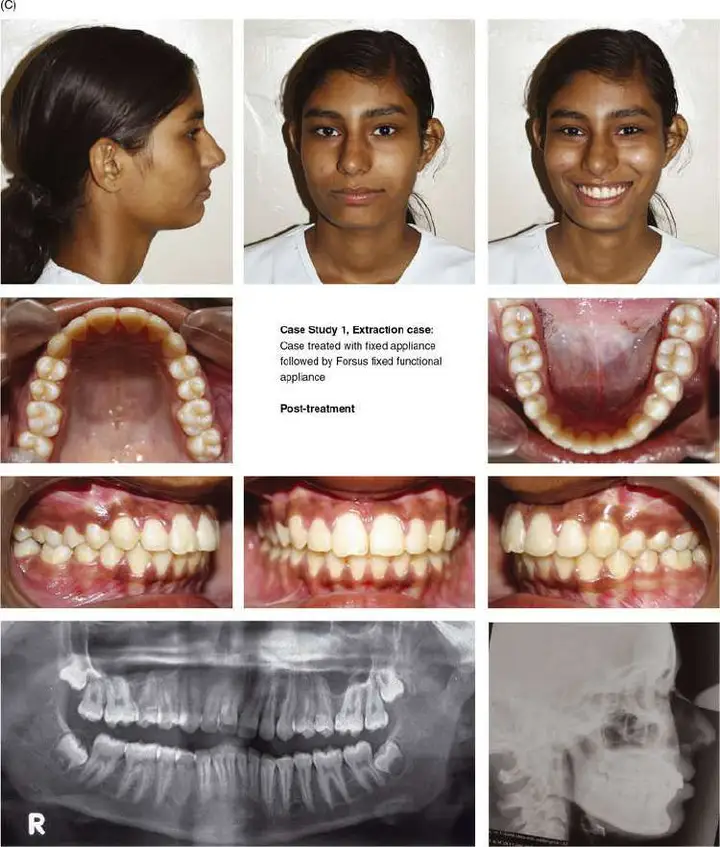 (C)
Case Study 1, Extraction case:
Case treated with fixed appliance
followed by Forsus fixed functional
appliance
Post-treatment
R